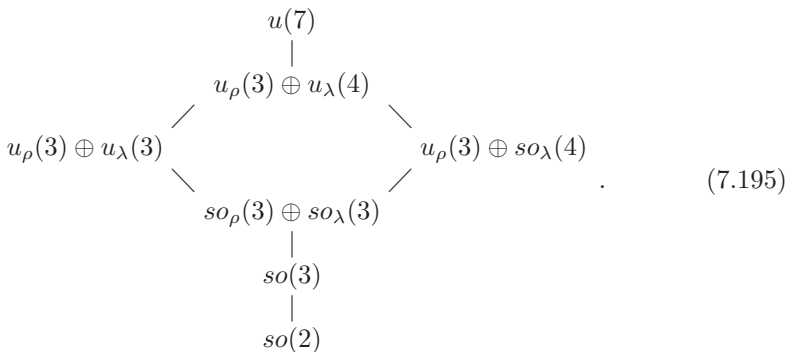 u(7)
u_ρ(3) ⊕ u_λ(4)
u_ρ(3) ⊕ u_λ(3) u_ρ(3) ⊕ so_λ(4)
. (7.195)
so_ρ(3) ⊕ so_λ(3)
so(3)
so(2)